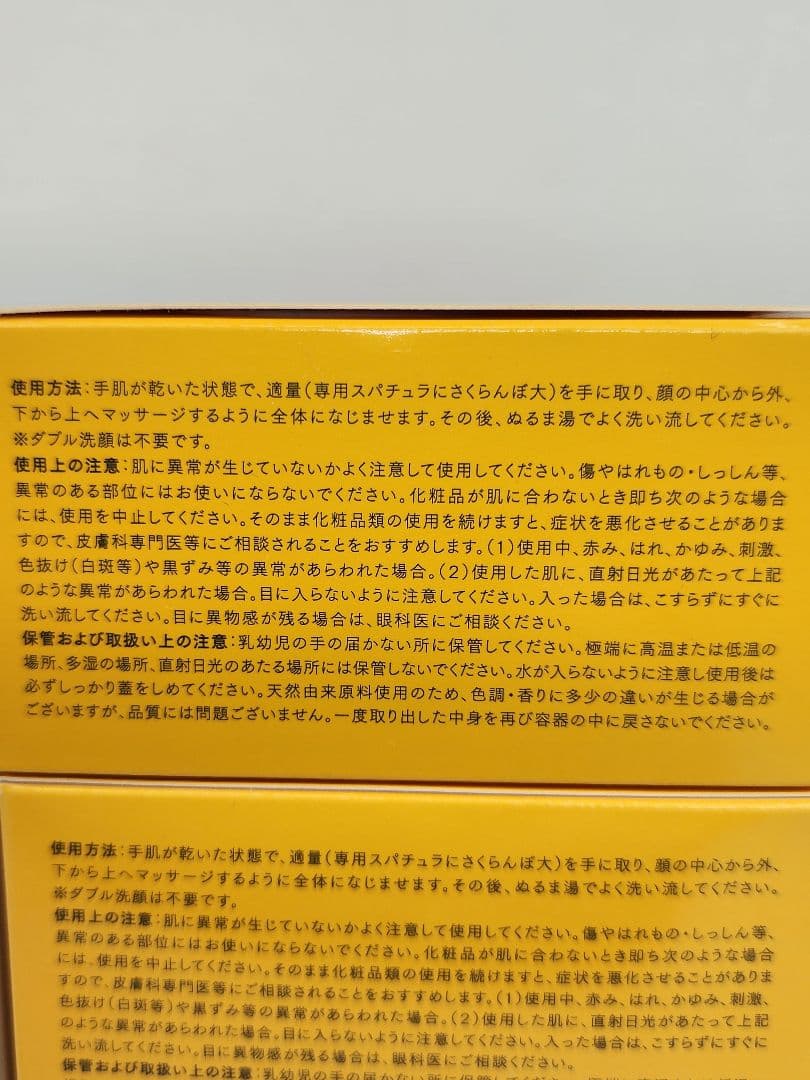 使用方法:手肌が乾いた状態で、適量(専用スパチュラにさくらんぼ大)を手に取り、顔の中心から外、
下から上へマッサージするように全体になじませます。その後、ぬるま湯でよく洗い流してください。
※ダブル洗顔は不要です。
使用上の注意:肌に異常が生じていないかよく注意して使用してください。傷やはれもの・しっしん等、
異常のある部位にはお使いにならないでください。化粧品が肌に合わないとき即ち次のような場合
には、使用を中止してください。そのまま化粧品類の使用を続けますと、症状を悪化させることがありま
すので、皮膚科専門医等にご相談されることをおすすめします。(1)使用中、赤み、はれ、かゆみ、刺激、
色抜け(白斑等)や黒ずみ等の異常があらわれた場合。(2)使用した肌に、直射日光があたって上記
のような異常があらわれた場合。目に入らないように注意してください。入った場合は、こすらずにすぐに
洗い流してください。目に異物感が残る場合は、眼科医にご相談ください。
保管および取扱い上の注意:乳幼児の手の届かない所に保管してください。極端に高温または低温の
場所、多湿の場所、直射日光のあたる場所には保管しないでください。水が入らないように注意し使用後は
必ずしっかり蓋をしめてください。天然由来原料使用のため、色調・香りに多少の違いが生じる場合が
ございますが、品質には問題ございません。一度取り出した中身を再び容器の中に戻さないでください。
使用方法:手肌が乾いた状態で、適量(専用スパチュラにさくらんぼ大)を手に取り、顔の中心から外、
下から上へマッサージするように全体になじませます。その後、ぬるま湯でよく洗い流してください。
※ダブル洗顔は不要です。
使用上の注意:肌に異常が生じていないかよく注意して使用してください。傷やはれもの・しっしん等、
異常のある部位にはお使いにならないでください。化粧品が肌に合わないとき即ち次のような場合
には、使用を中止してください。そのまま化粧品類の使用を続けますと、症状を悪化させることがありま
すので、皮膚科専門医等にご相談されることをおすすめします。(1)使用中、赤み、はれ、かゆみ、刺激、
色抜け(白斑等)や黒ずみ等の異常があらわれた場合。(2)使用した肌に、直射日光があたって上記
のような異常があらわれた場合。目に入らないように注意してください。入った場合は、こすらずにすぐに
洗い流してください。目に異物感が残る場合は、眼科医にご相談ください。
保管および取扱い上の注意:乳幼児の手の届かない所に保管してください。